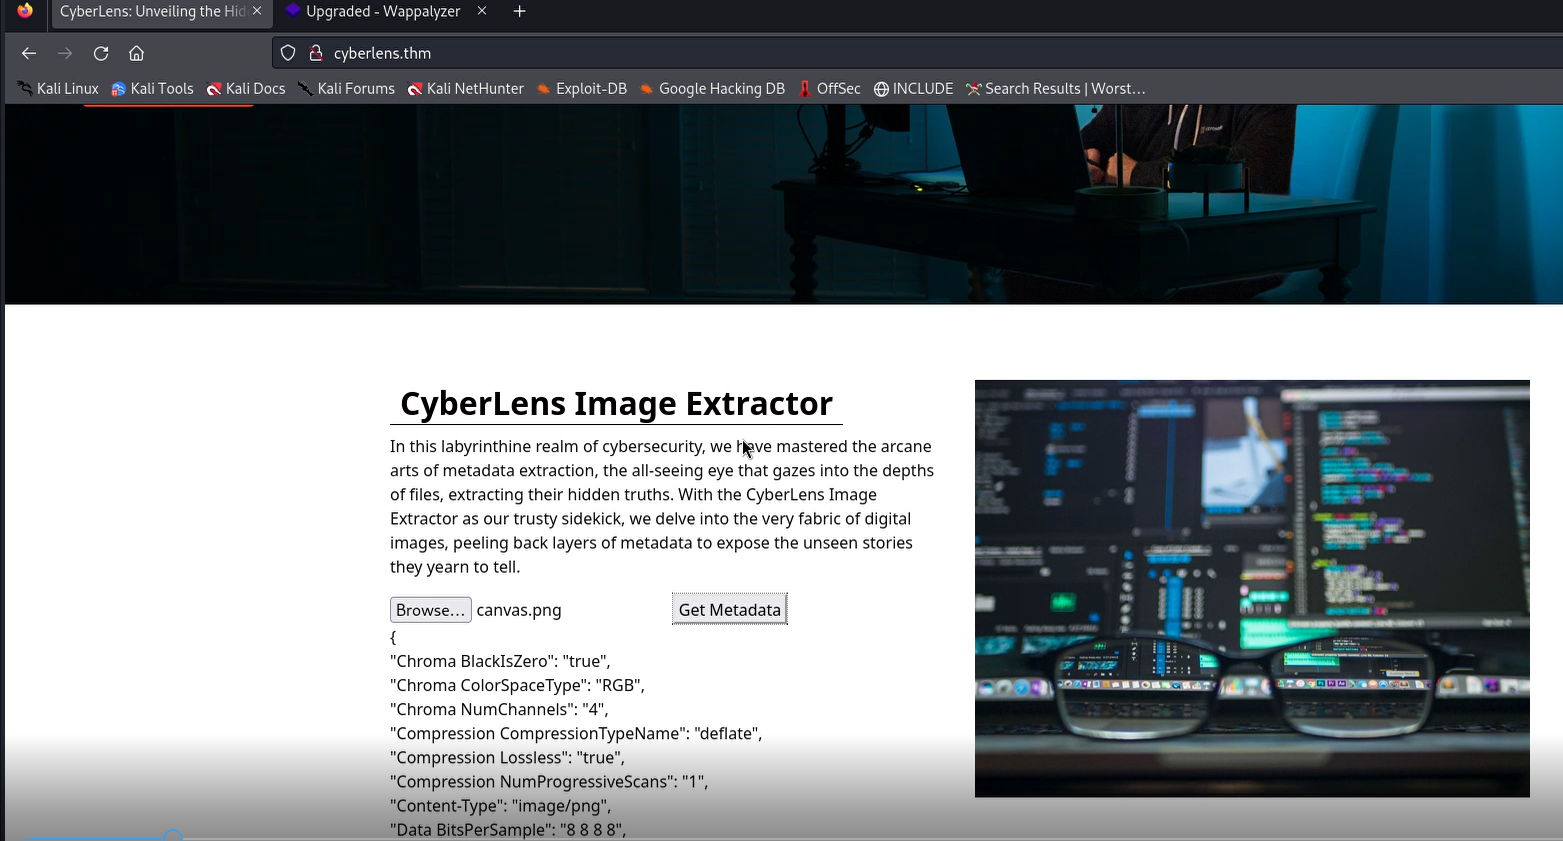 CyberLens: Unveiling the Hid
Upgraded - Wappalyzer
cyberlens.thm
Kali Linux Kali Tools Kali Docs Kali Forums Kali NetHunter Exploit-DB Google Hacking DB OffSec INCLUDE Search Results | Worst…
CyberLens Image Extractor
In this labyrinthine realm of cybersecurity, we have mastered the arcane
arts of metadata extraction, the all-seeing eye that gazes into the depths
of files, extracting their hidden truths. With the CyberLens Image
Extractor as our trusty sidekick, we delve into the very fabric of digital
images, peeling back layers of metadata to expose the unseen stories
they yearn to tell.
Browse… canvas.png Get Metadata
{
"Chroma BlackIsZero": "true",
"Chroma ColorSpaceType": "RGB",
"Chroma NumChannels": "4",
"Compression CompressionTypeName": "deflate",
"Compression Lossless": "true",
"Compression NumProgressiveScans": "1",
"Content-Type": "image/png",
"Data BitsPerSample": "8 8 8 8",